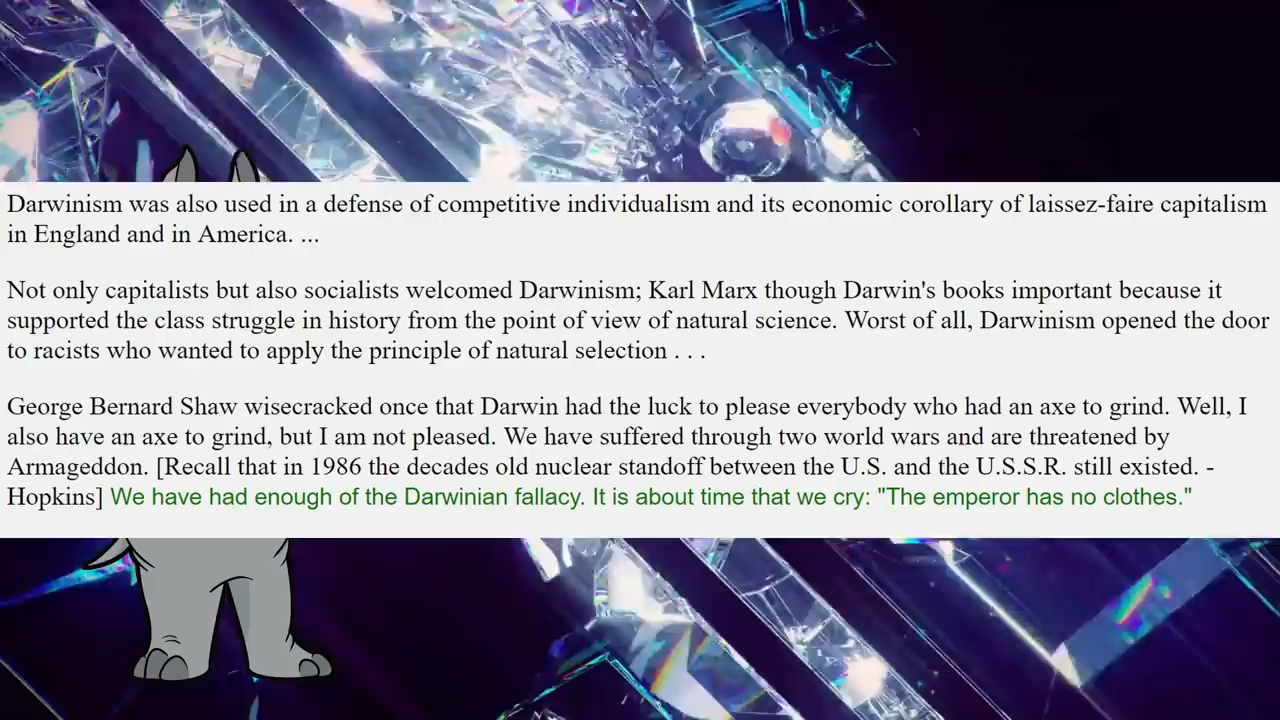 Darwinism was also used in a defense of competitive individualism and its economic corollary of laissez-faire capitalism
in England and in America. ...
Not only capitalists but also socialists welcomed Darwinism; Karl Marx though Darwin's books important because it
supported the class struggle in history from the point of view of natural science. Worst of all, Darwinism opened the door
to racists who wanted to apply the principle of natural selection . . .
George Bernard Shaw wisecracked once that Darwin had the luck to please everybody who had an axe to grind. Well, I
also have an axe to grind, but I am not pleased. We have suffered through two world wars and are threatened by
Armageddon. [Recall that in 1986 the decades old nuclear standoff between the U.S. and the U.S.S.R. still existed. -
Hopkins] We have had enough of the Darwinian fallacy. It is about time that we cry: "The emperor has no clothes."